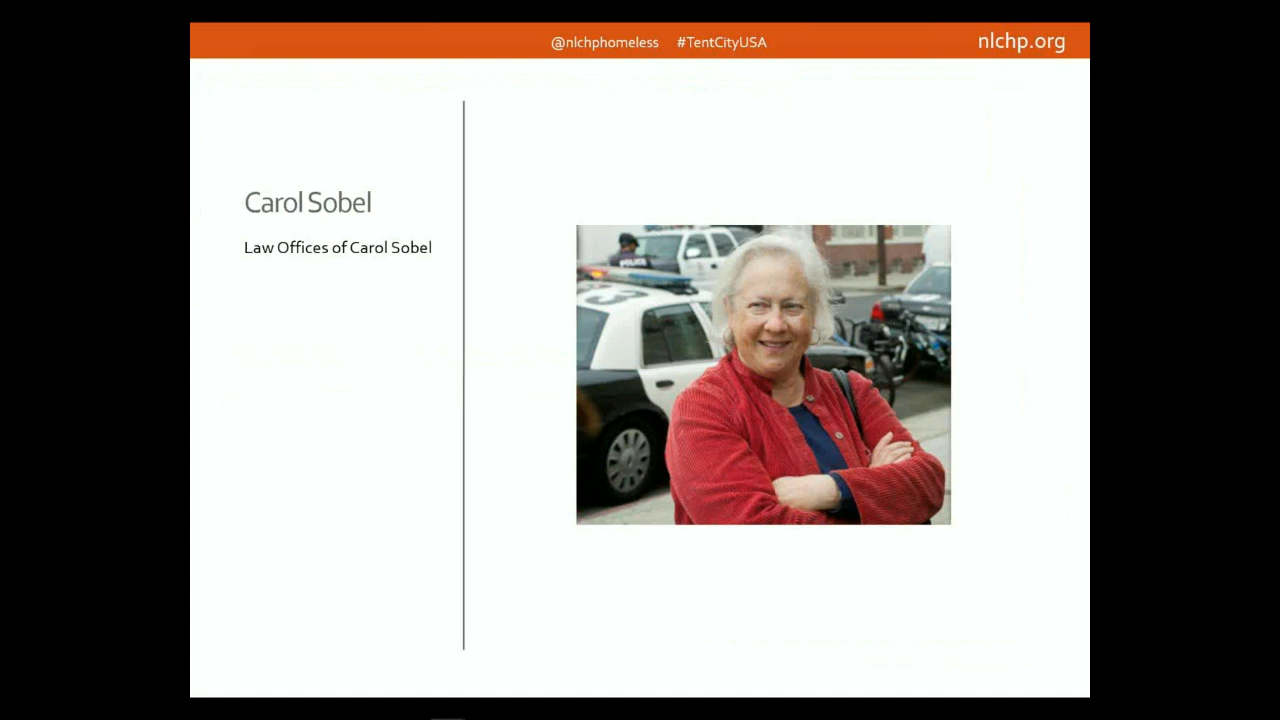 @nlchphomeless #TentCityUSA nlchp.org
Carol Sobel
Law Offices of Carol Sobel
POLICE